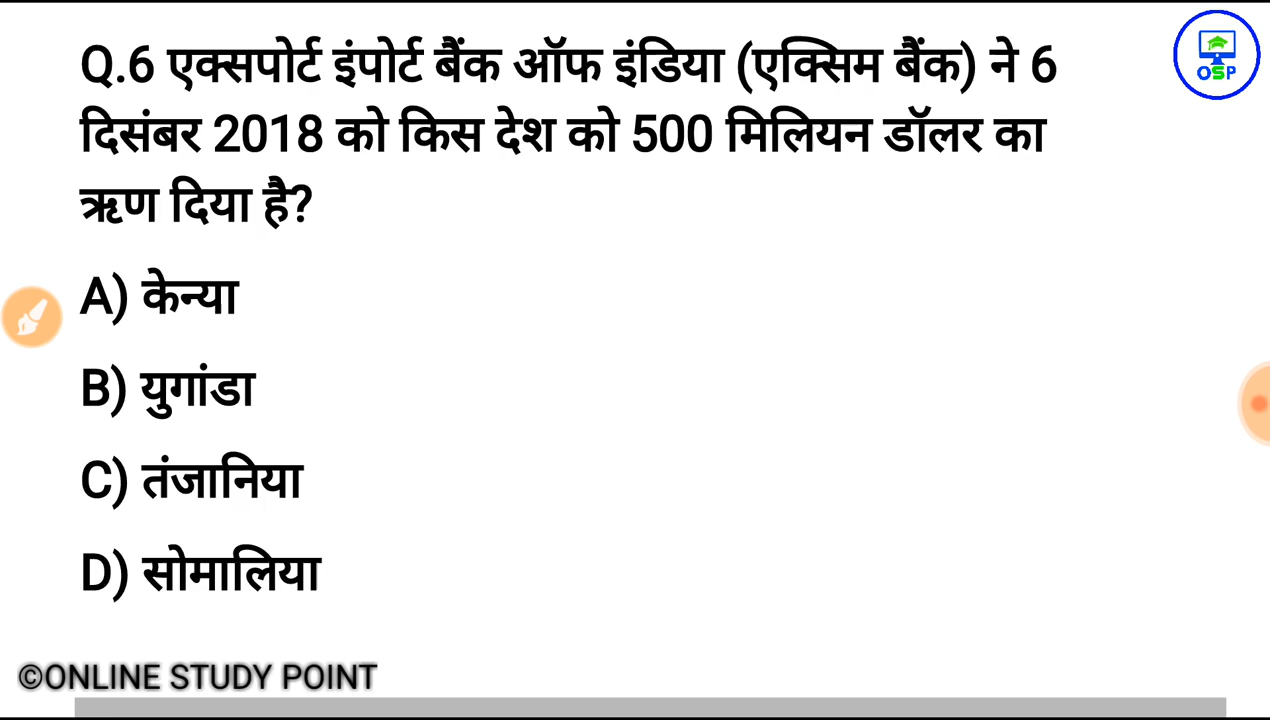 Q.6 एक्सपोर्ट इंपोर्ट बैंक ऑफ इंडिया (एक्सिम बैंक) ने 6
दिसंबर 2018 को किस देश को 500 मिलियन डॉलर का
ऋण दिया है?
A) केन्या
B) युगांडा
C) तंजानिया
D) सोमालिया
OSP
©ONLINE STUDY POINT